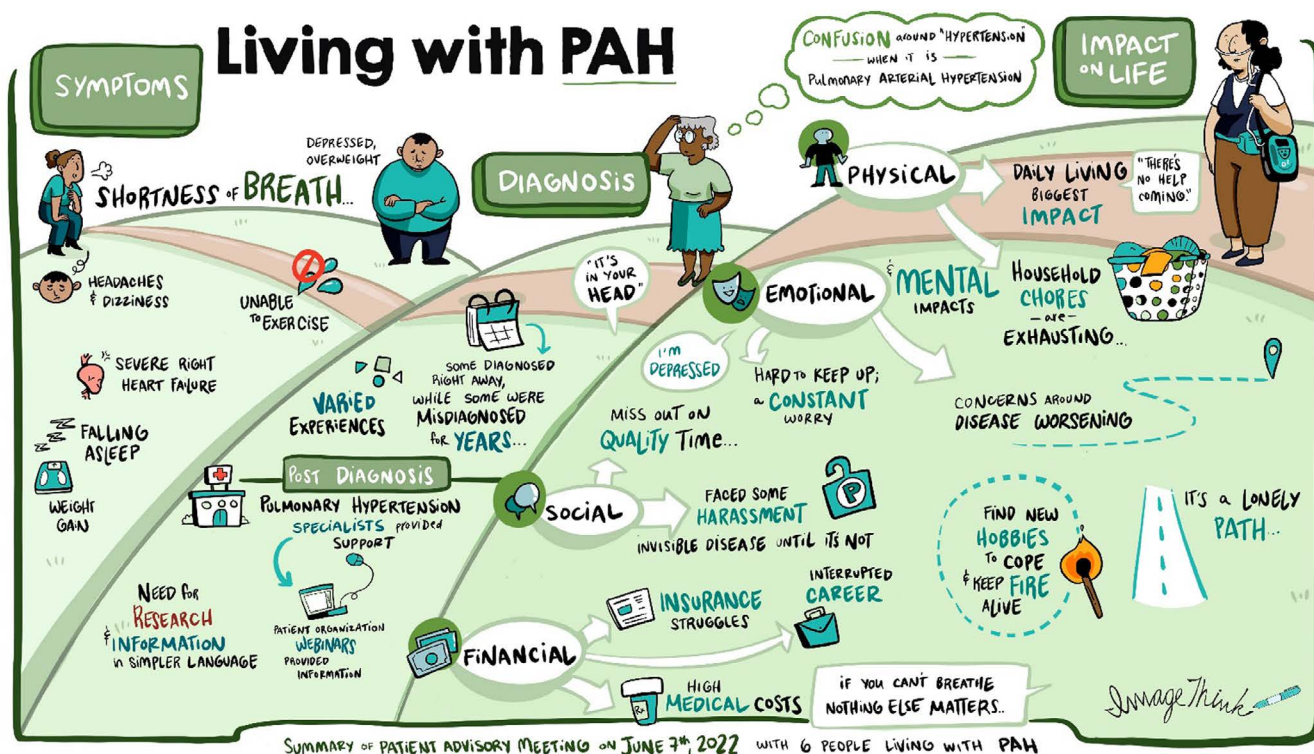 Living with PAH
SYMPTOMS
DEPRESSED,
OVERWEIGHT
SHORTNESS OF BREATH...
HEADACHES
& DIZZINESS
UNABLE
TO EXERCISE
SEVERE RIGHT
HEART FAILURE
FALLING
ASLEEP
WEIGHT
GAIN
NEED for
RESEARCH
& INFORMATION
in SIMPLER LANGUAGE
DIAGNOSIS
CONFUSION AROUND "HYPERTENSION"
WHEN IT IS
PULMONARY ARTERIAL HYPERTENSION
"IT'S
IN YOUR
HEAD"
VARIED
EXPERIENCES
SOME DIAGNOSED
RIGHT AWAY,
WHILE SOME WERE
MISDIAGNOSED
for YEARS...
POST DIAGNOSIS
PULMONARY HYPERTENSION
SPECIALISTS provided
SUPPORT
PATIENT ORGANIZATION
WEBINARS
PROVIDED
INFORMATION
IMPACT
ON LIFE
PHYSICAL
DAILY LIVING
BIGGEST
IMPACT
"THERE'S
NO HELP
COMING."
HOUSEHOLD
CHORES
are
EXHAUSTING...
EMOTIONAL
& MENTAL
IMPACTS
I'M
DEPRESSED
HARD TO KEEP UP;
a CONSTANT
WORRY
CONCERNS AROUND
DISEASE WORSENING
SOCIAL
MISS OUT ON
QUALITY TIME...
FACED SOME
HARASSMENT
INVISIBLE DISEASE UNTIL ITS NOT
P
FIND NEW
HOBBIES
TO COPE
& KEEP FIRE
ALIVE
IT'S A LONELY
PATH...
FINANCIAL
INSURANCE
STRUGGLES
INTERRUPTED
CAREER
HIGH
MEDICAL COSTS
Rx
IF YOU CAN'T BREATHE
NOTHING ELSE MATTERS..
ImageThink
SUMMARY OF PATIENT ADVISORY MEETING ON JUNE 7th, 2022 WITH 6 PEOPLE LIVING WITH PAH